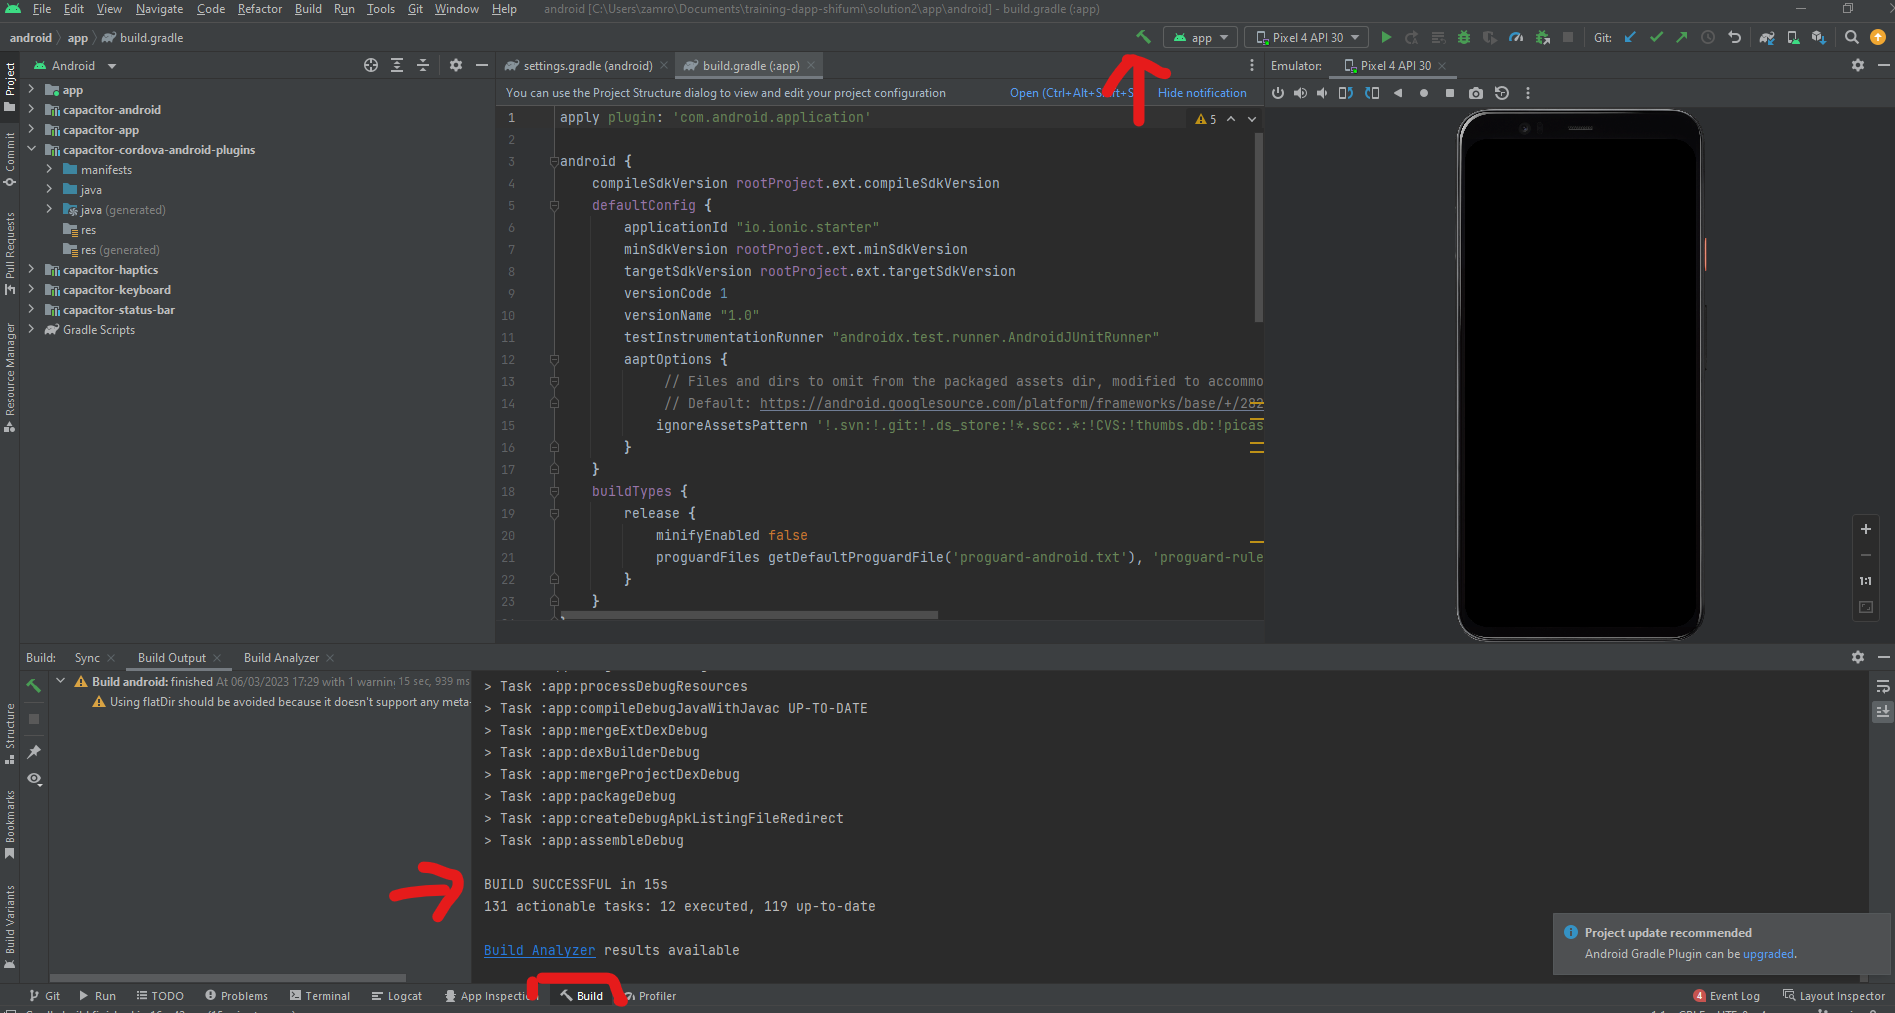 File Edit View Navigate Code Refactor Build Run Tools Git Window Help android [C:\Users\zamro\Documents\training-dapp-shifumi\solution2\app\android] - build.gradle (:app)
android app build.gradle
app Pixel 4 API 30 Git:
Project
Commit
Pull Requests
Resource Manager
Structure
Bookmarks
Build Variants
Android
app
capacitor-android
capacitor-app
capacitor-cordova-android-plugins
manifests
java
java (generated)
res
res (generated)
capacitor-haptics
capacitor-keyboard
capacitor-status-bar
Gradle Scripts
settings.gradle (android) build.gradle (:app)
You can use the Project Structure dialog to view and edit your project configuration Open (Ctrl+Alt+ Hide notification
5
1 apply plugin: 'com.android.application'
2
3 android {
4 compileSdkVersion rootProject.ext.compileSdkVersion
5 defaultConfig {
6 applicationId "io.ionic.starter"
7 minSdkVersion rootProject.ext.minSdkVersion
8 targetSdkVersion rootProject.ext.targetSdkVersion
9 versionCode 1
10 versionName "1.0"
11 testInstrumentationRunner "androidx.test.runner.AndroidJUnitRunner"
12 aaptOptions {
13 // Files and dirs to omit from the packaged assets dir, modified to accommo
14 // Default: https://android.googlesource.com/platform/frameworks/base/+/282
15 ignoreAssetsPattern '!.svn:!.git:!.ds_store:!*.scc:.*:!CVS:!thumbs.db:!picas
16 }
17 }
18 buildTypes {
19 release {
20 minifyEnabled false
21 proguardFiles getDefaultProguardFile('proguard-android.txt'), 'proguard-rule
22 }
23 }
Emulator: Pixel 4 API 30
1:1
Build: Sync Build Output Build Analyzer
Build android: finished At 06/03/2023 17:29 with 1 warning 15 sec, 939 ms
Using flatDir should be avoided because it doesn't support any meta-
> Task :app:processDebugResources
> Task :app:compileDebugJavaWithJavac UP-TO-DATE
> Task :app:mergeExtDexDebug
> Task :app:dexBuilderDebug
> Task :app:mergeProjectDexDebug
> Task :app:packageDebug
> Task :app:createDebugApkListingFileRedirect
> Task :app:assembleDebug
BUILD SUCCESSFUL in 15s
131 actionable tasks: 12 executed, 119 up-to-date
Build Analyzer results available
Project update recommended
Android Gradle Plugin can be upgraded.
Git Run TODO Problems Terminal Logcat App Inspection Build Profiler 4 Event Log Layout Inspector